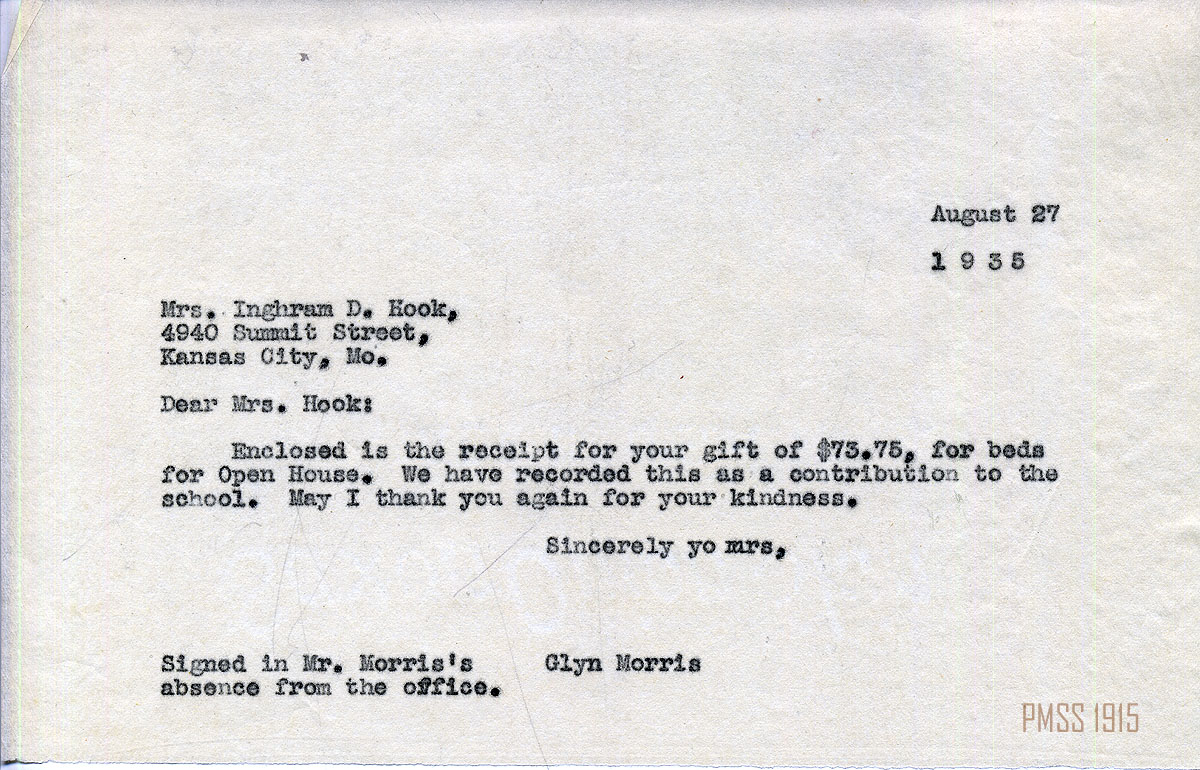 August 27
1 9 3 5
Mrs. Inghram D. Hook,
4940 Summit Street,
Kansas City, Mo.
Dear Mrs. Hook:
Enclosed is the receipt for your gift of $73.75, for beds
for Open House. We have recorded this as a contribution to the
school. May I thank you again for your kindness.
Sincerely yo mrs,
Signed in Mr. Morris's Glyn Morris
absence from the office.
PMSS 1915